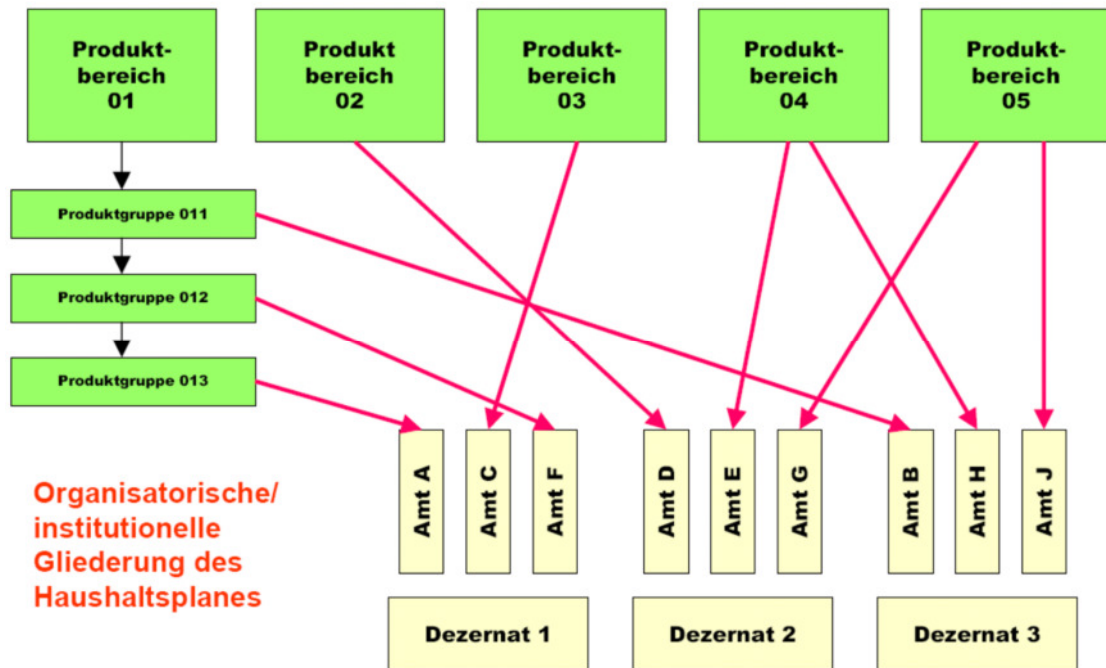 Produkt-
bereich
01
Produkt
bereich
02
Produkt-
bereich
03
Produkt-
bereich
04
Produkt-
bereich
05
Produktgruppe 011
Produktgruppe 012
Produktgruppe 013
Amt A
Amt C
Amt F
Amt D
Amt E
Amt G
Amt B
Amt H
Amt J
Organisatorische/
institutionelle
Gliederung des
Haushaltsplanes
Dezernat 1
Dezernat 2
Dezernat 3